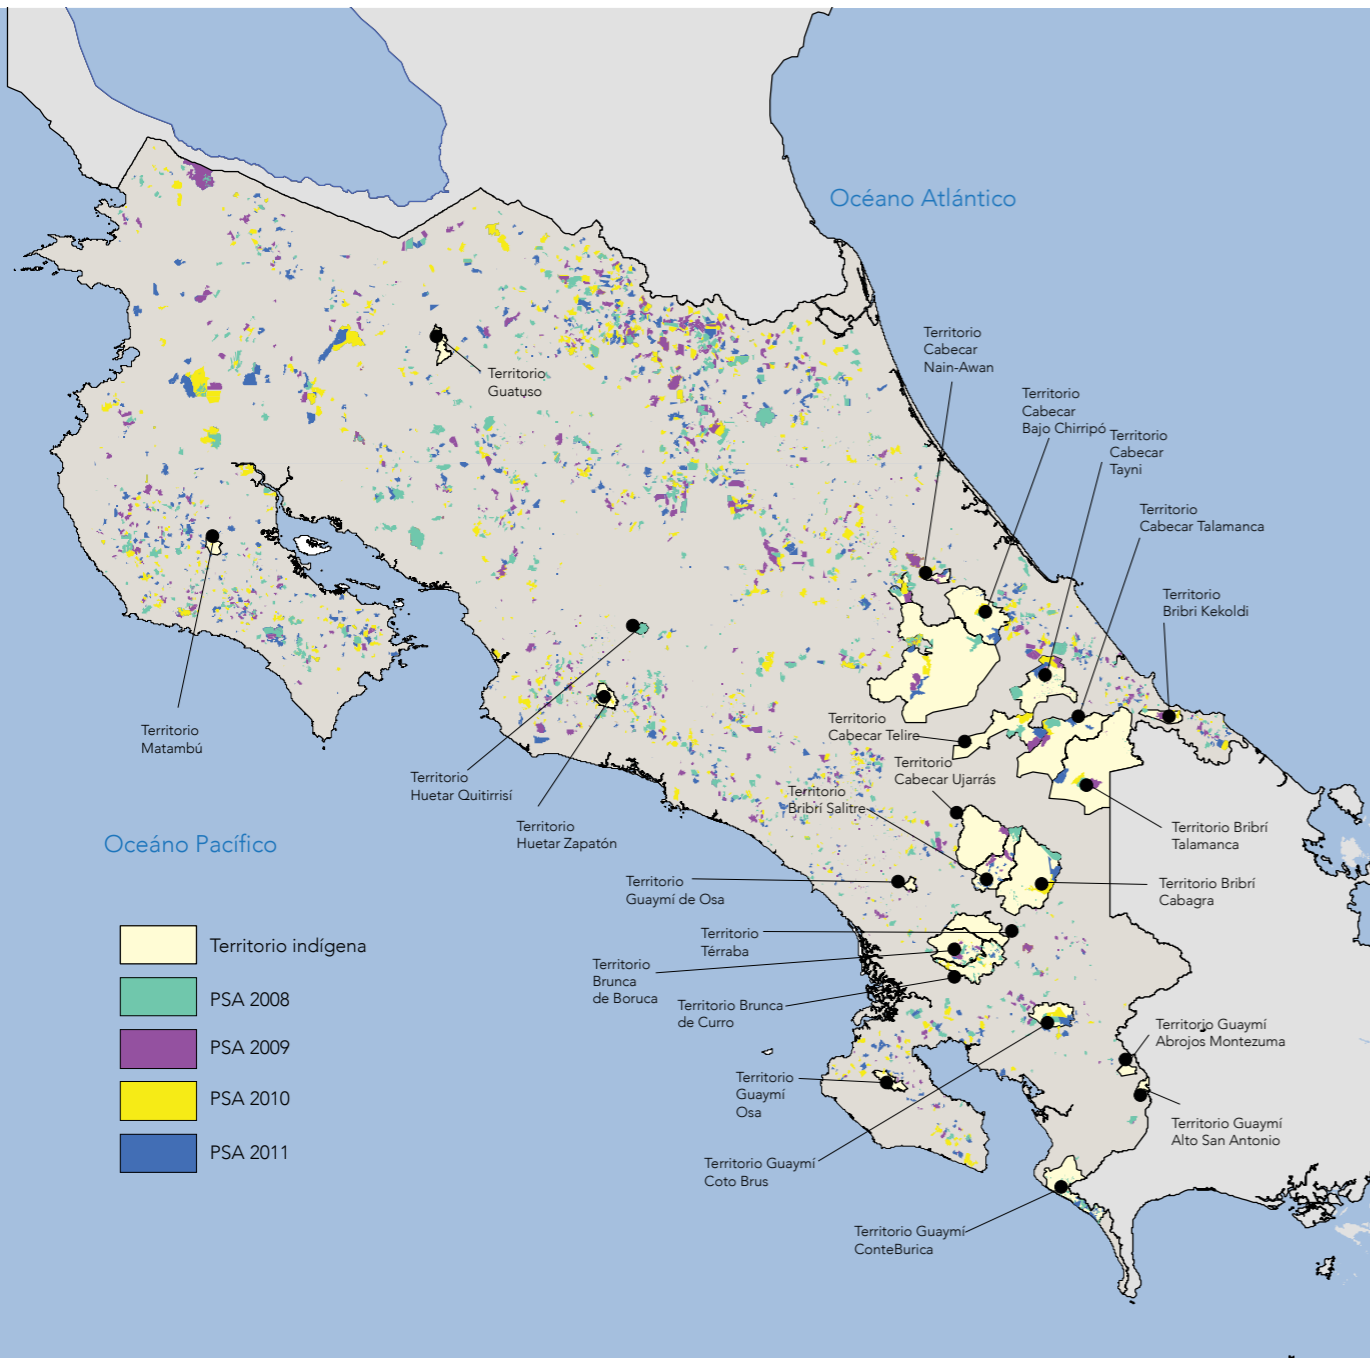 Océano Atlántico
Territorio
Cabecar
Nain-Awan
Territorio
Guatuso
Territorio
Cabecar
Bajo Chirripó
Territorio
Cabecar
Tayni
Territorio
Cabecar Talamanca
Territorio
Bribri Kekoldi
Territorio
Matambú
Territorio
Cabecar Telire
Territorio
Cabecar Ujarrás
Territorio
Huetar Quitirrisí
Territorio
Bribrí Salitre
Territorio
Huetar Zapatón
Territorio Bribrí
Talamanca
Oceáno Pacífico
Territorio
Guaymí de Osa
Territorio Bribrí
Cabagra
Territorio indígena
PSA 2008
PSA 2009
PSA 2010
PSA 2011
Territorio
Térraba
Territorio
Brunca
de Boruca
Territorio Brunca
de Curro
Territorio Guaymí
Abrojos Montezuma
Territorio
Guaymí
Osa
Territorio Guaymí
Alto San Antonio
Territorio Guaymí
Coto Brus
Territorio Guaymí
ConteBurica